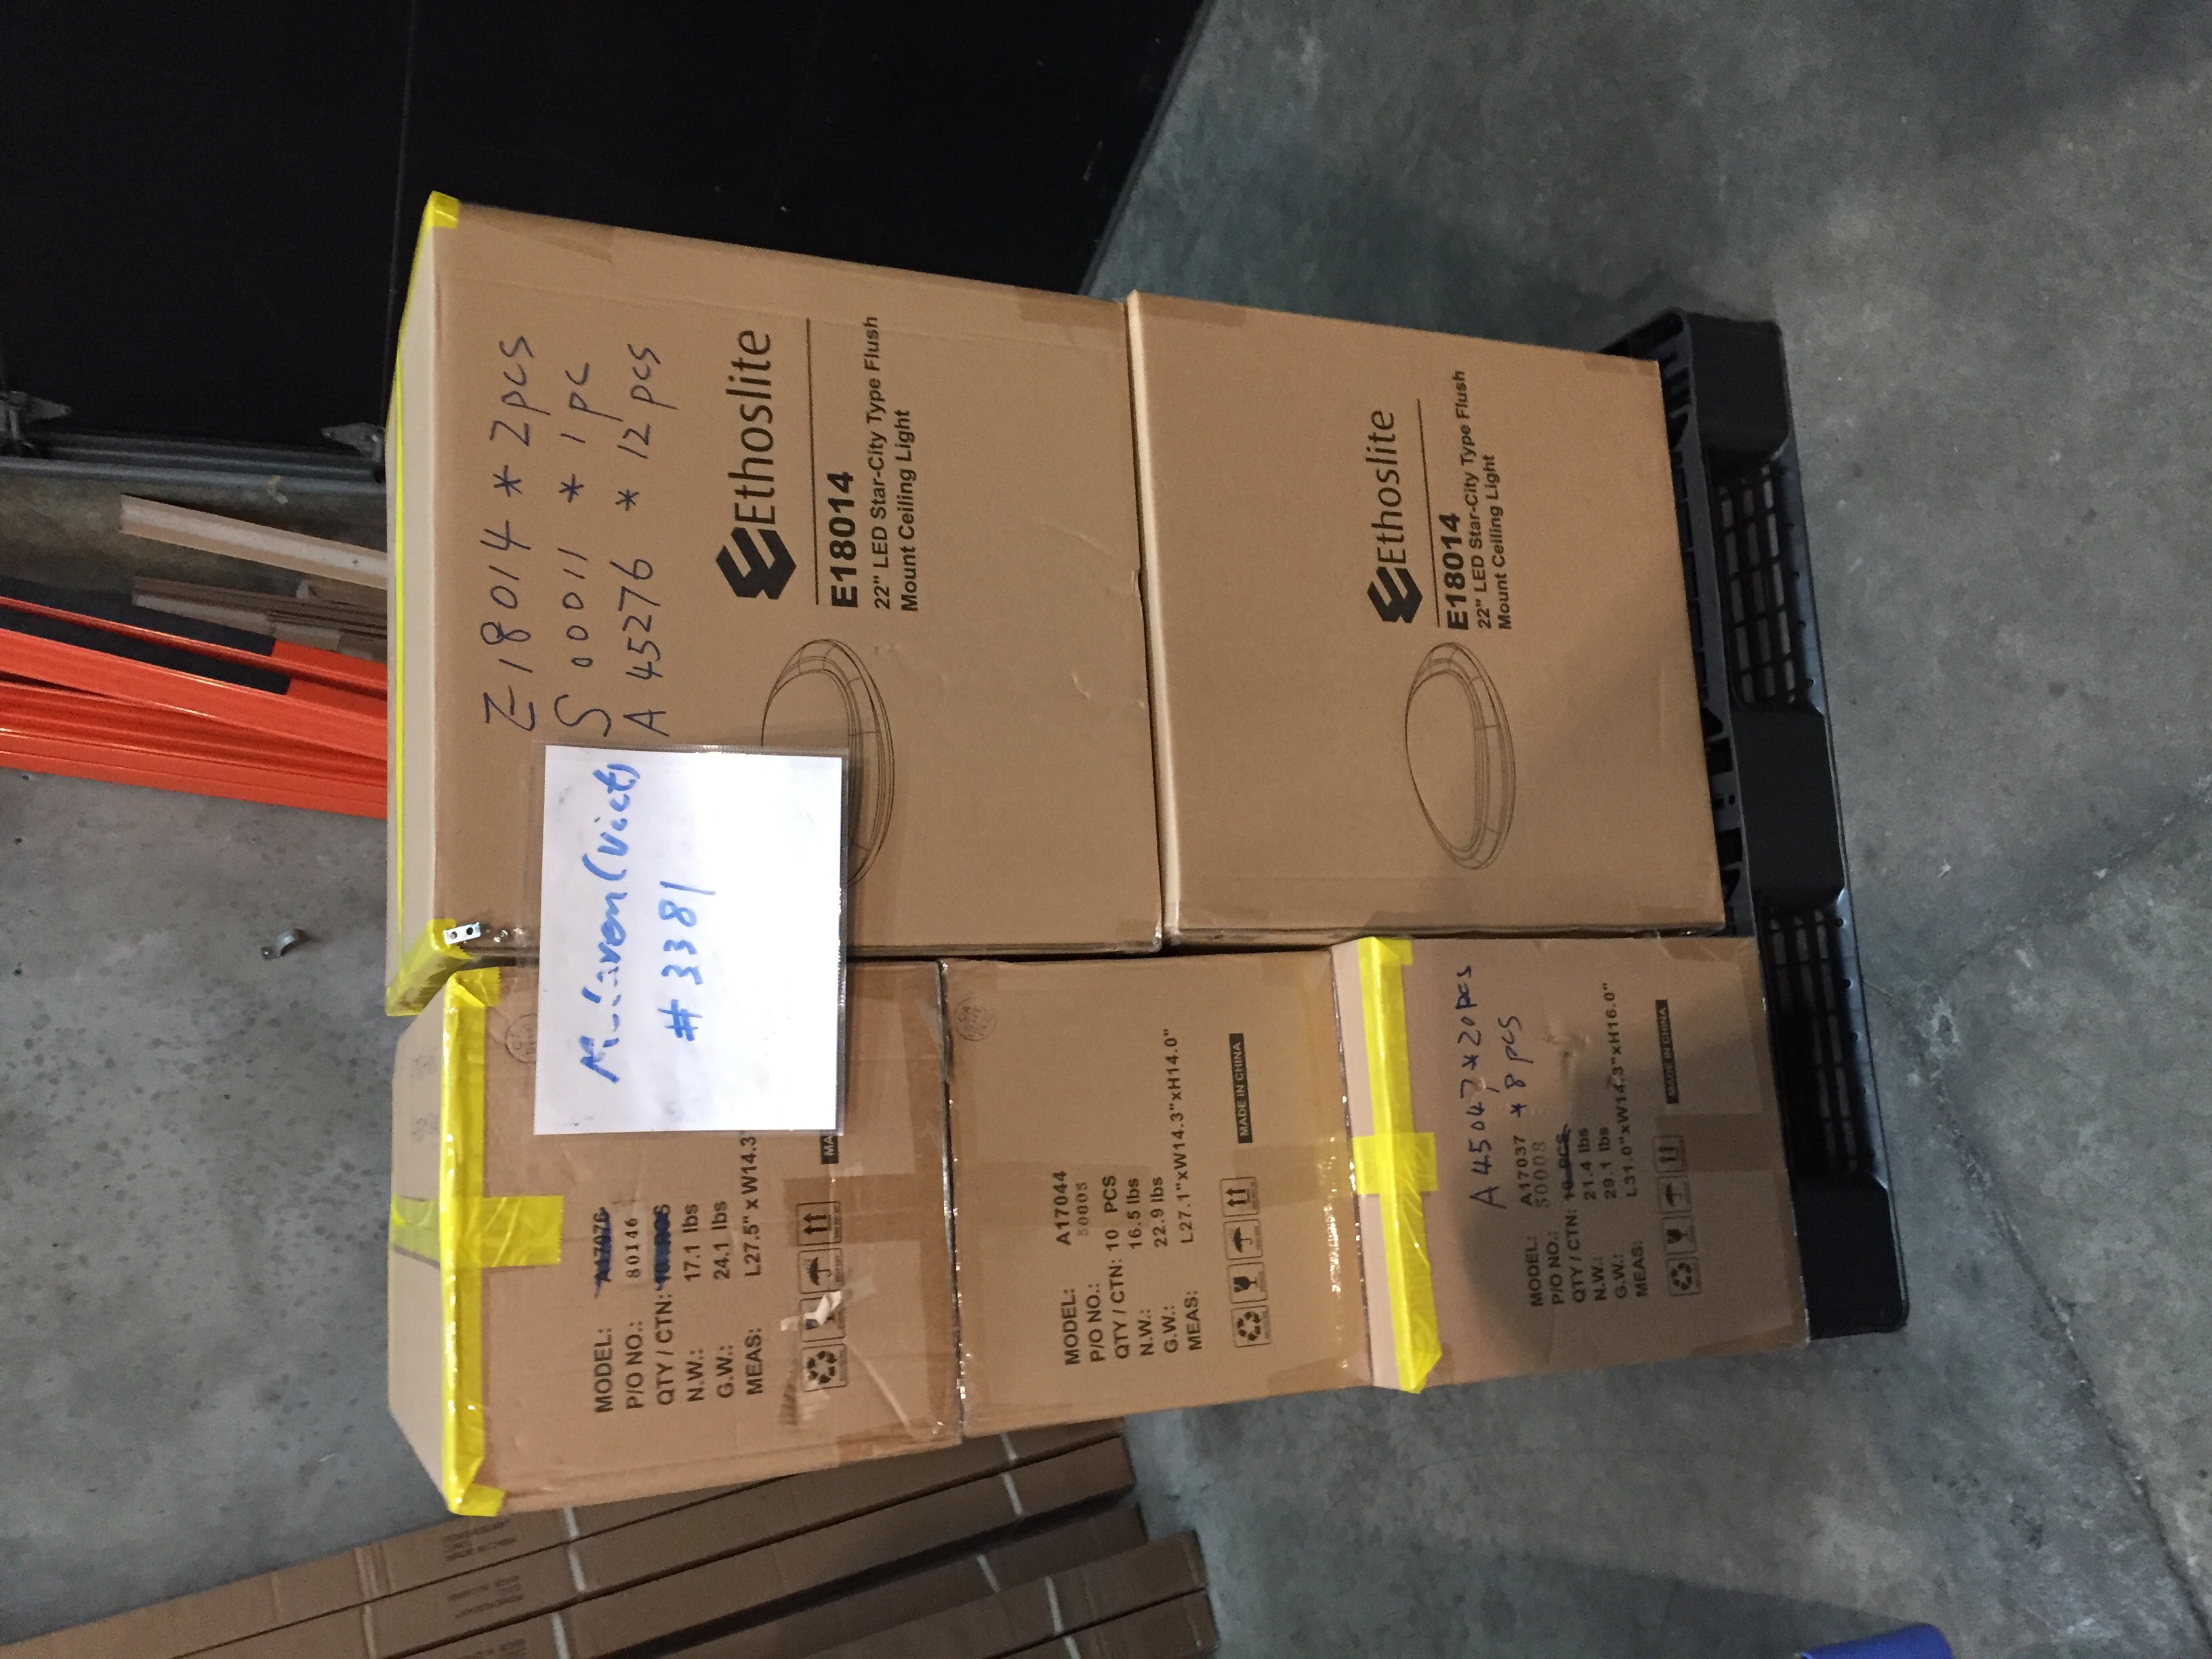 E18014 * 2pcs
S00011 * 1pc
A45276 * 12pcs
Ethoslite
E18014
22" LED Star-City Type Flush
Mount Ceiling Light
Ethoslite
E18014
22" LED Star-City Type Flush
Mount Ceiling Light
(Vict)
#3381
MODEL:
P/O NO.: 80146
QTY / CTN:
N.W.: 17.1 lbs
G.W.: 24.1 lbs
MEAS: L27.5" x W14.3
MA
MODEL: A17044
P/O NO.: 50005
QTY / CTN: 10 PCS
N.W.: 16.5 lbs
G.W.: 22.9 lbs
MEAS: L27.1"xW14.3"xH14.0"
MADE IN CHINA
A45047 * 20pcs
* 8pcs
MODEL: A17037
P/O NO.: 50008
QTY / CTN: 10 PCS
N.W.: 21.4 lbs
G.W.: 29.1 lbs
MEAS: L31.0"xW14.3"xH16.0"
MADE IN CHINA